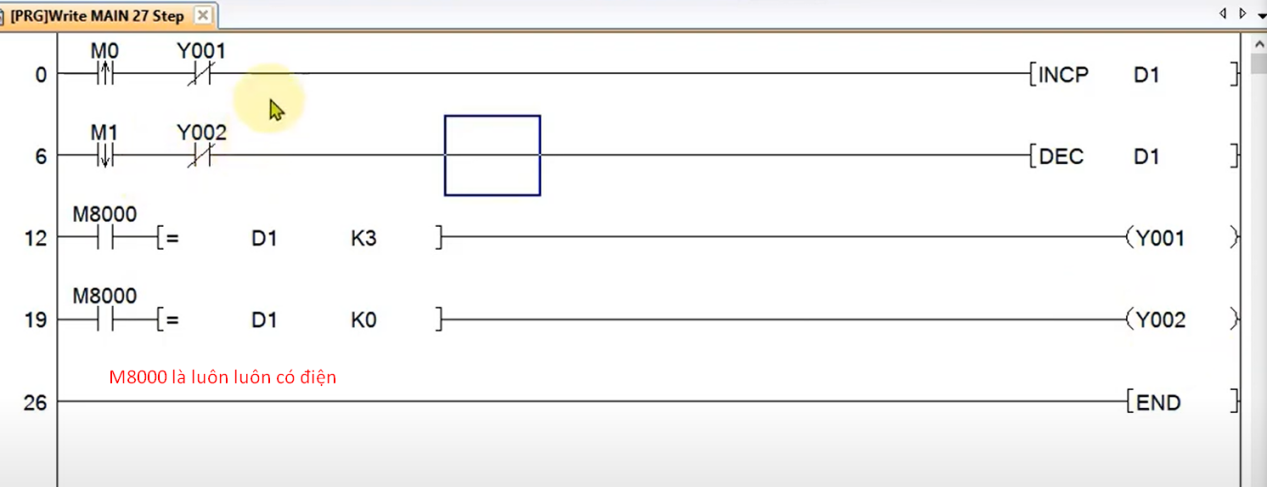 [PRG]Write MAIN 27 Step
M0 Y001
0 [INCP D1 ]
M1 Y002
6 [DEC D1 ]
M8000
12 [= D1 K3 ] (Y001 )
M8000
19 [= D1 K0 ] (Y002 )
M8000 là luôn luôn có điện
26 [END ]